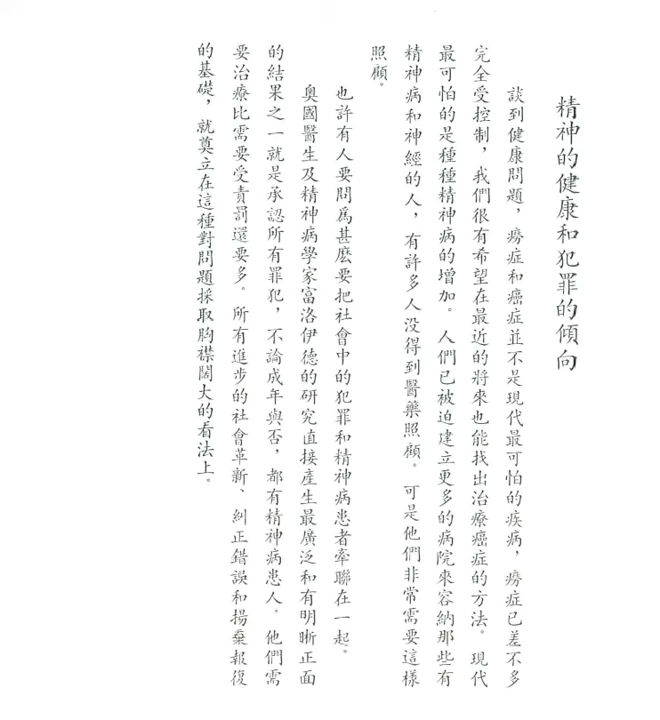 精神的健康和犯罪的傾向
談到健康問題，癆症和癌症並不是現代最可怕的疾病，癆症已差不多
完全受控制，我們很有希望在最近的將來也能找出治療癌症的方法。現代
最可怕的是種種精神病的增加。人們已被迫建立更多的病院來容納那些有
精神病和神經的人，有許多人没得到醫藥照顧。可是他們非常需要這樣
照顧。
也許有人要問爲甚麽要把社會中的犯罪和精神病患者牽聯在一起。
奧國醫生及精神病學家富洛伊德的研究直接產生最廣泛和有明晰正面
的結果之一就是承認所有罪犯，不論成年與否，都有精神病患人。他們需
要治療比需要受責罰還要多。所有進步的社會革新、糾正錯誤和揚棄報復
的基礎，就奠立在這種對問題採取胸襟闊大的看法上。